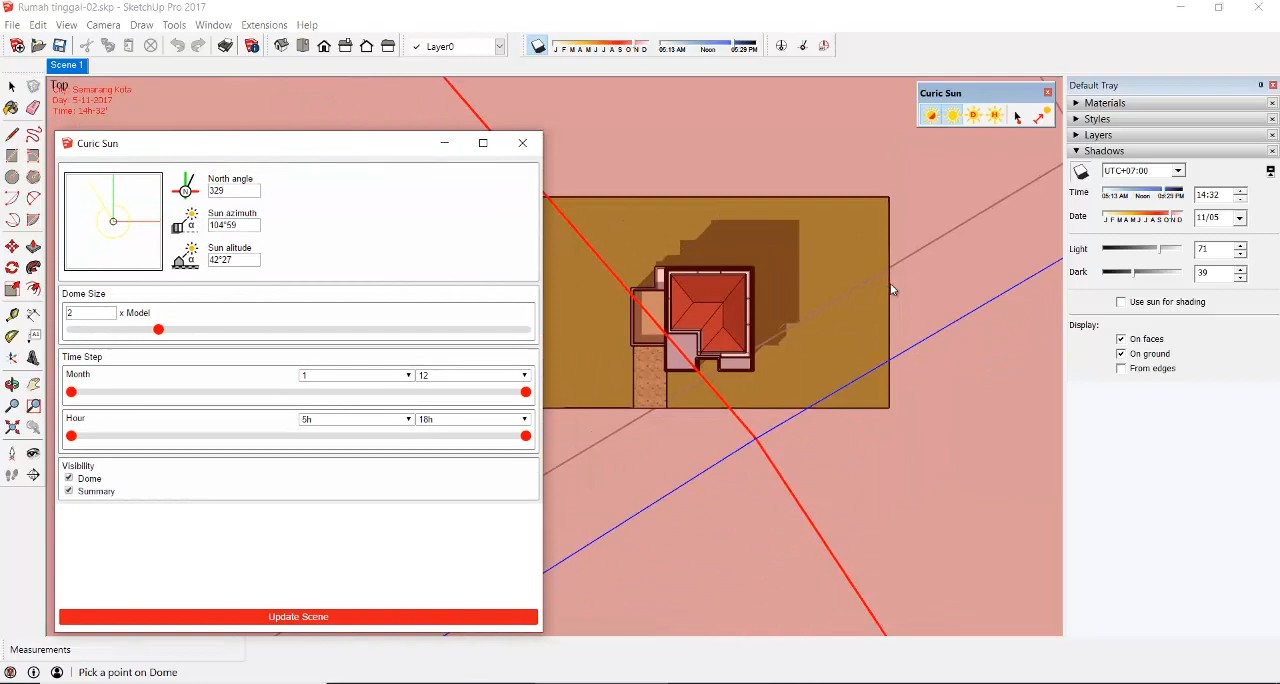 Rumah tinggal-02.skp - SketchUp Pro 2017
File Edit View Camera Draw Tools Window Extensions Help
Layer0
J F M A M J J A S O N D
05:13 AM Noon 05:29 PM
Scene 1
Top
City: Semarang Kota
Day: 5-11-2017
Time: 14h-32'
Curic Sun
North angle
329
Sun azimuth
104°59
Sun altitude
42°27
Dome Size
2 x Model
Time Step
Month 1 12
Hour 5h 18h
Visibility
Dome
Summary
Update Scene
Curic Sun
D H
Default Tray
Materials
Styles
Layers
Shadows
UTC+07:00
Time 05:13 AM Noon 05:29 PM 14:32
Date J F M A M J J A S O N D 11/05
Light 71
Dark 39
Use sun for shading
Display:
On faces
On ground
From edges
Measurements
Pick a point on Dome